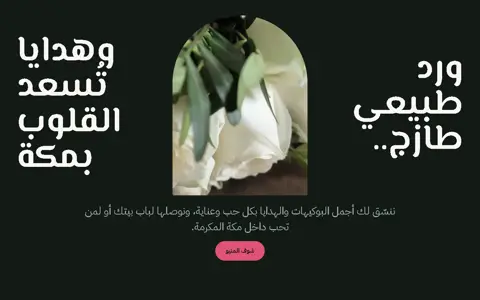 ورد
طبيعي
طازج..
وهدايا
تُسعد
القلوب
بمكة
ننسّق لك أجمل البوكيهات والهدايا بكل حب وعناية، ونوصلها لباب بيتك أو لمن
تحب داخل مكة المكرمة.
شوف المنيو